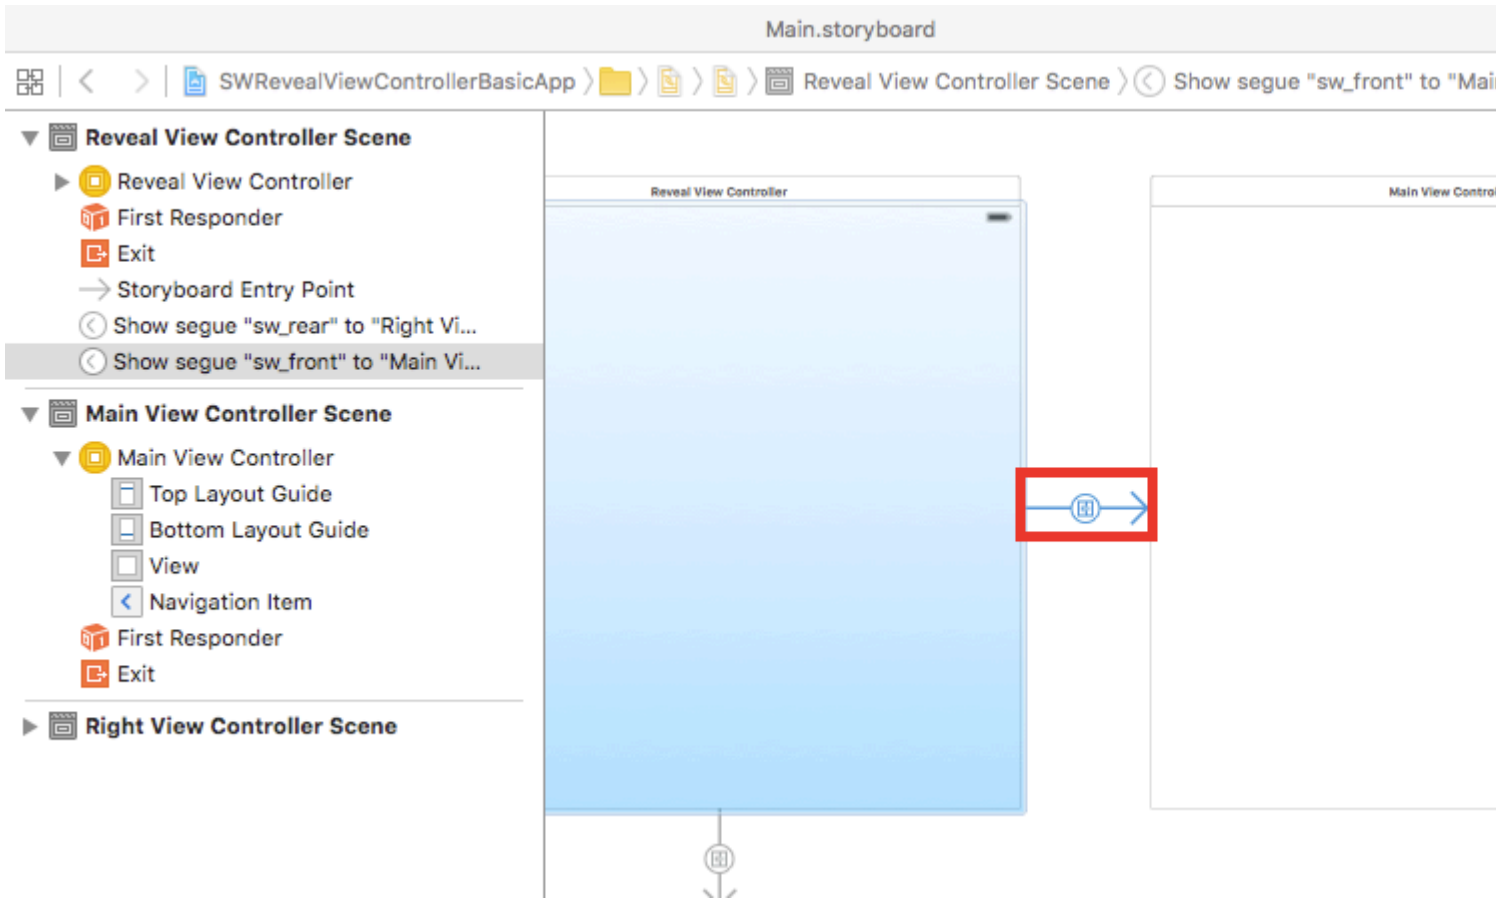 Main.storyboard
SWRevealViewControllerBasicApp
Reveal View Controller Scene
Show segue "sw_front" to "Mai
Reveal View Controller Scene
Reveal View Controller
First Responder
Exit
Storyboard Entry Point
Show segue "sw_rear" to "Right Vi...
Show segue "sw_front" to "Main Vi...
Main View Controller Scene
Main View Controller
Top Layout Guide
Bottom Layout Guide
View
Navigation Item
First Responder
Exit
Right View Controller Scene
Reveal View Controller
Main View Control